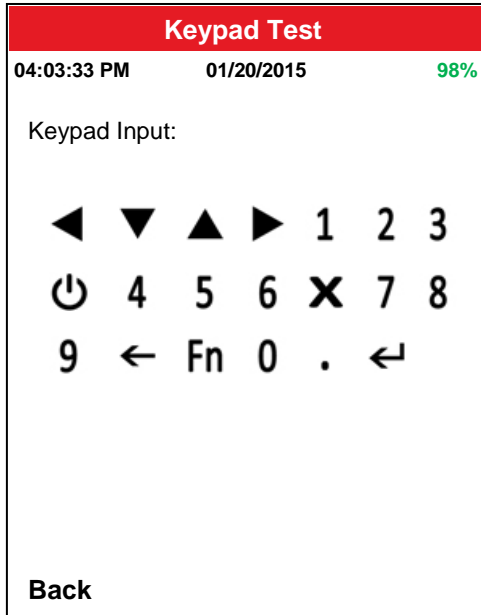 Keypad Test
04:03:33 PM 01/20/2015 98%
Keypad Input:
◀ ▼ ▲ ▶ 1 2 3
⏻ 4 5 6 X 7 8
9 ← Fn 0 . ↵
Back